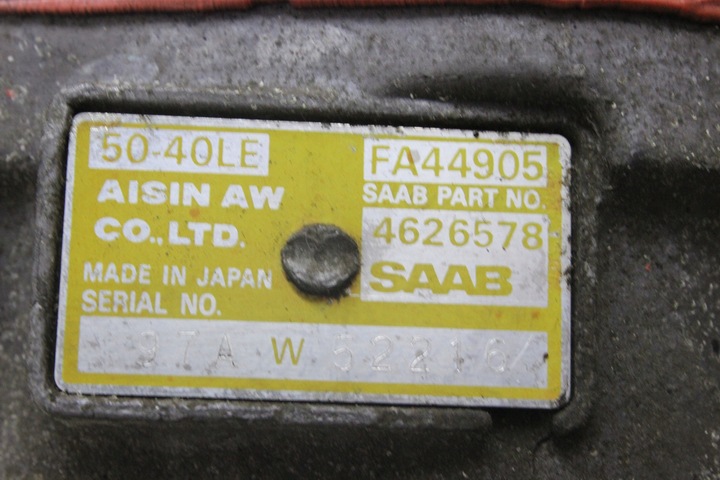 50-40LE
FA44905
AISIN AW
CO.,LTD.
SAAB PART NO.
4626578
SAAB
MADE IN JAPAN
SERIAL NO.
97A W 52216